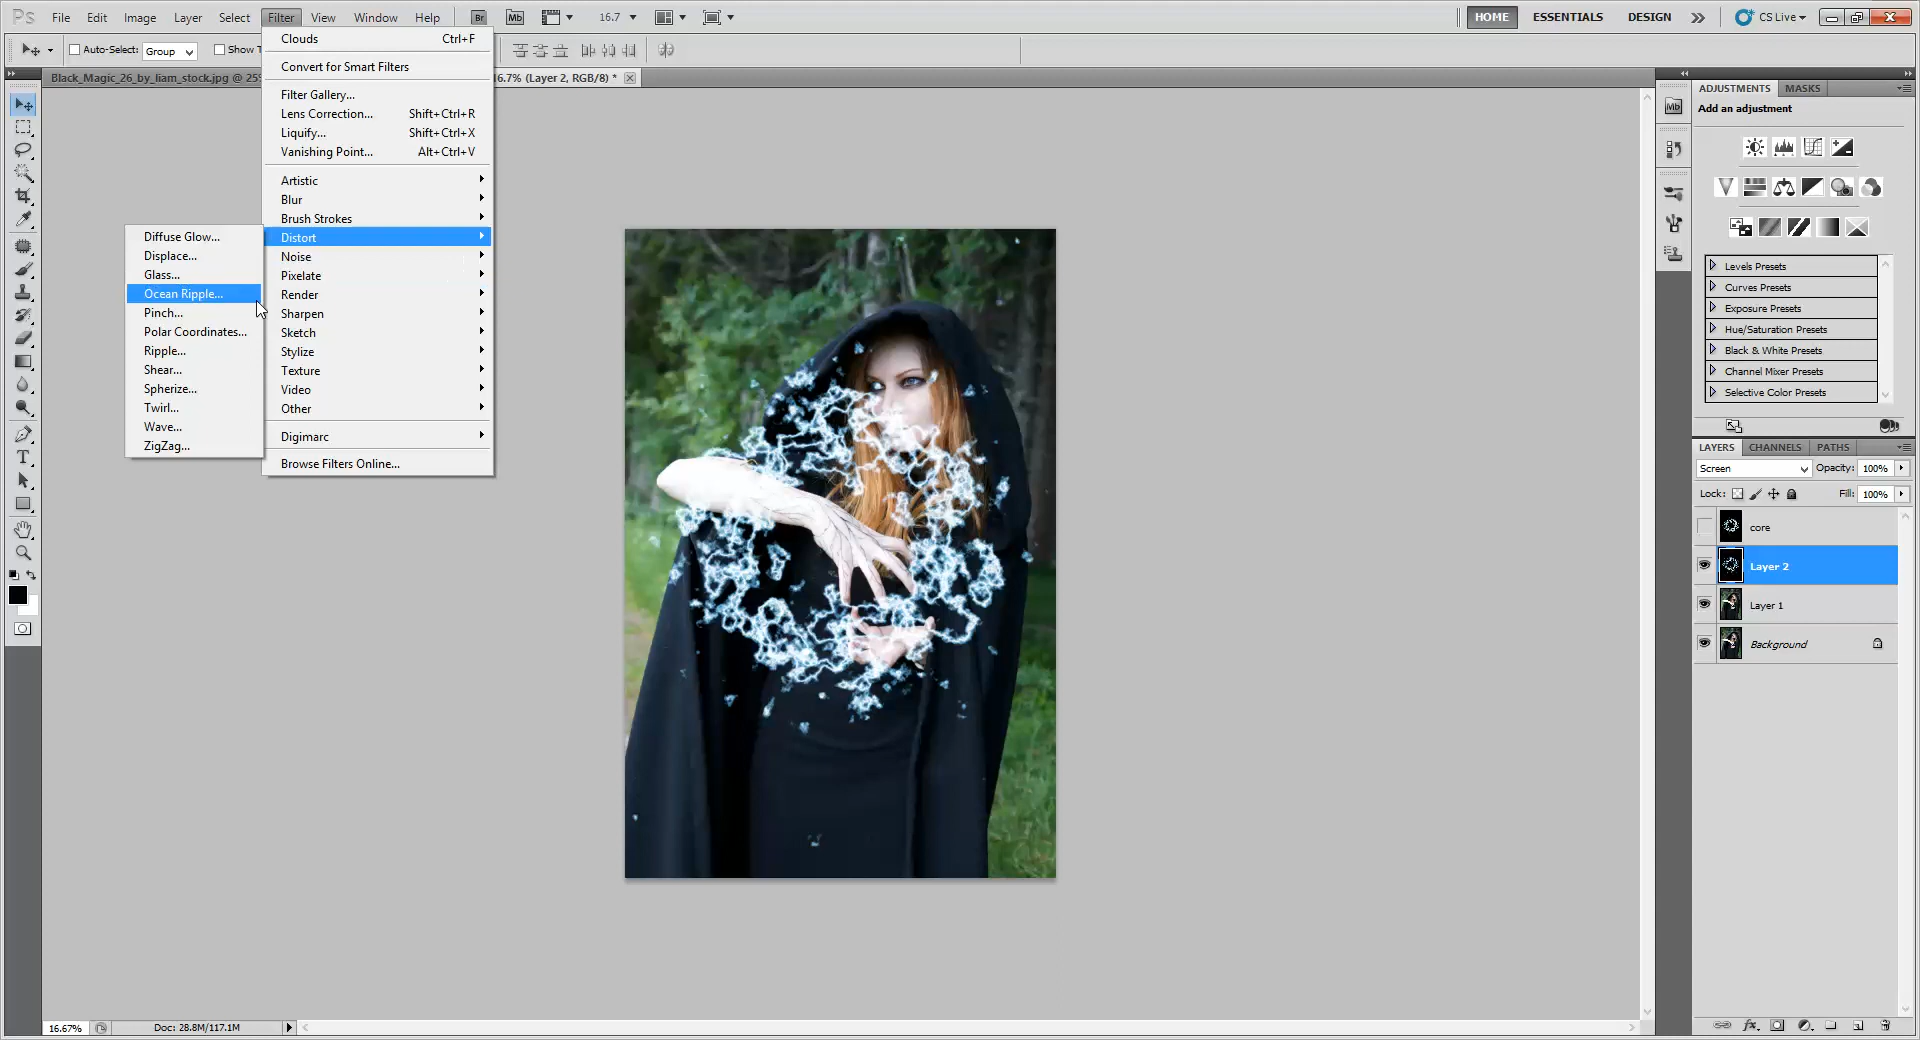 Ps File Edit Image Layer Select Filter View Window Help Br Mb 16.7 HOME ESSENTIALS DESIGN CS Live
Auto-Select: Group Show T
Black_Magic_26_by_liam_stock.jpg @ 25% 16.7% (Layer 2, RGB/8) *
Clouds Ctrl+F
Convert for Smart Filters
Filter Gallery...
Lens Correction... Shift+Ctrl+R
Liquify... Shift+Ctrl+X
Vanishing Point... Alt+Ctrl+V
Artistic
Blur
Brush Strokes
Distort
Noise
Pixelate
Render
Sharpen
Sketch
Stylize
Texture
Video
Other
Digimarc
Browse Filters Online...
Diffuse Glow...
Displace...
Glass...
Ocean Ripple...
Pinch...
Polar Coordinates...
Ripple...
Shear...
Spherize...
Twirl...
Wave...
ZigZag...
Mb
ADJUSTMENTS MASKS
Add an adjustment
Levels Presets
Curves Presets
Exposure Presets
Hue/Saturation Presets
Black & White Presets
Channel Mixer Presets
Selective Color Presets
LAYERS CHANNELS PATHS
Screen Opacity: 100%
Lock: Fill: 100%
core
Layer 2
Layer 1
Background
16.67% Doc: 28.8M/117.1M